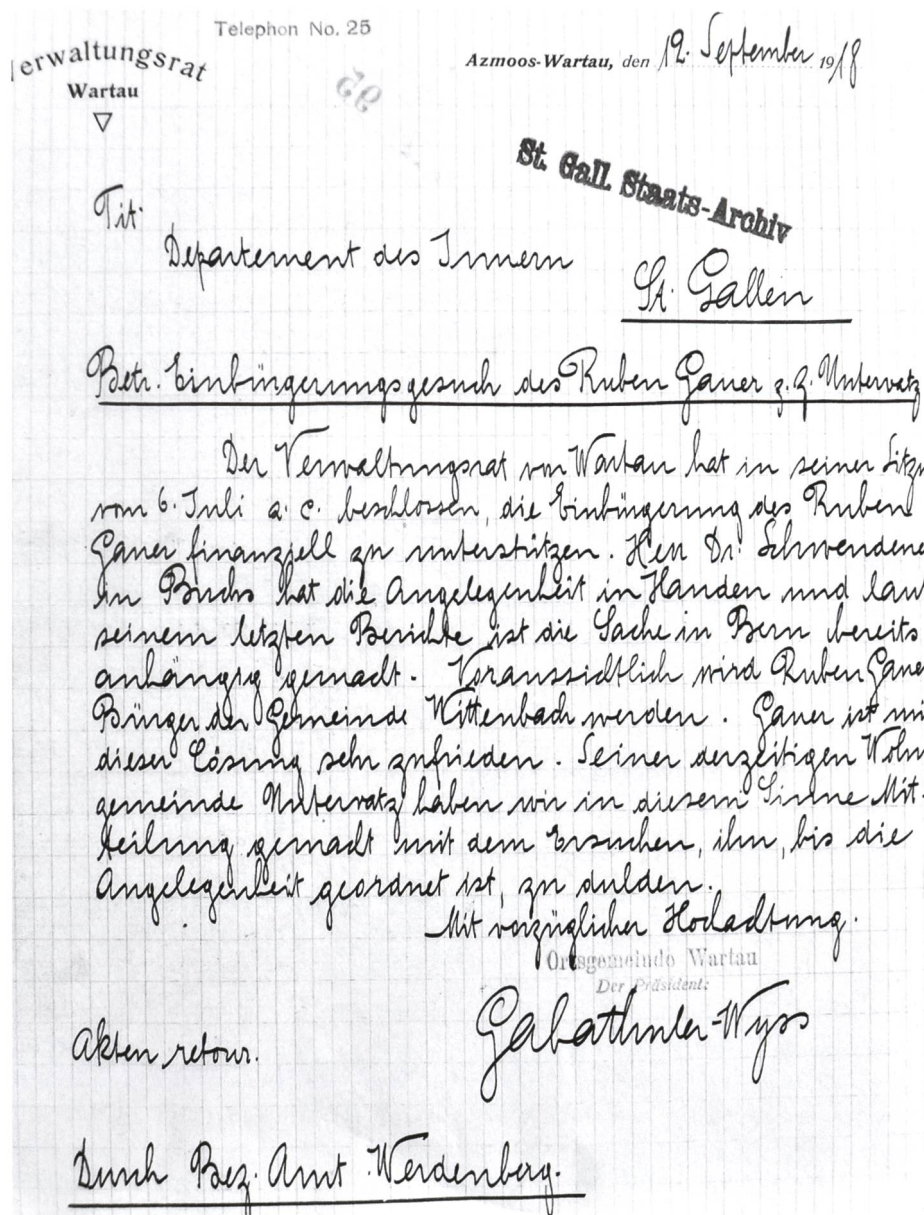 Telephon No. 25
erwaltungsrat
Wartau
Azmoos-Wartau, den 12. September 1918
95
St. Gall. Staats-Archiv
Tit.
Departement des Innern
St. Gallen
Betr. Einbürgerungsgesuch des Ruben Ganer z. Z. Untervatz
Der Verwaltungsrat von Wartau hat in seiner Sitzu
vom 6. Juli a. c. beschlossen, die Einbürgerung des Ruben
Ganer finanziell zu unterstützen. Herr Dr. Schwendene
in Buchs hat die Angelegenheit in Handen und laut
seinem letzten Berichte ist die Sache in Bern bereits
anhängig gemacht. Voraussichtlich wird Ruben Ganer
Bürger der Gemeinde Wittenbach werden. Ganer ist mi
dieser Lösung sehr zufrieden. Seiner derzeitigen Wohn
gemeinde Untervatz haben wir in diesem Sinne Mit-
teilung gemacht mit dem Ersuchen, ihn, bis die
Angelegenheit geordnet ist, zu dulden.
Mit vorzüglicher Hochachtung.
Ortsgemeinde Wartau
Der Präsident:
Gabathuler-Wyss
Akten retour.
Durch Bez. Amt Werdenberg.